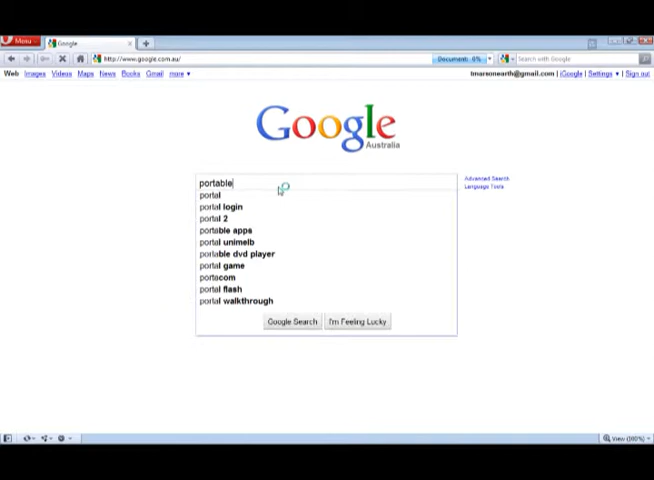 Menu
Google
http://www.google.com.au/
Document: 0%
Search with Google
Web Images Videos Maps News Books Gmail more ▼
tmarsonearth@gmail.com | iGoogle | Settings ▼ | Sign out
Google
Australia
portable
Advanced Search
Language Tools
portal
portal login
portal 2
portable apps
portal unimelb
portable dvd player
portal game
portacom
portal flash
portal walkthrough
Google Search
I'm Feeling Lucky
View (100%)